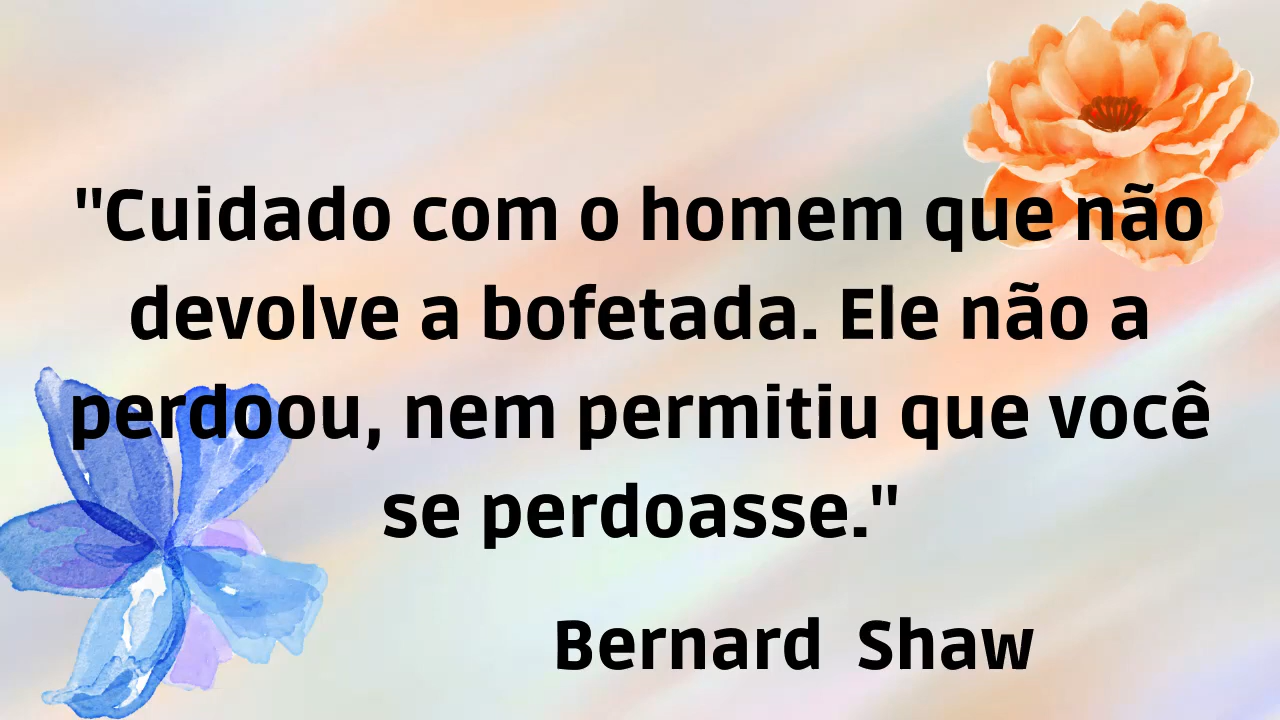 "Cuidado com o homem que não
devolve a bofetada. Ele não a
perdoou, nem permitiu que você
se perdoasse."
Bernard Shaw